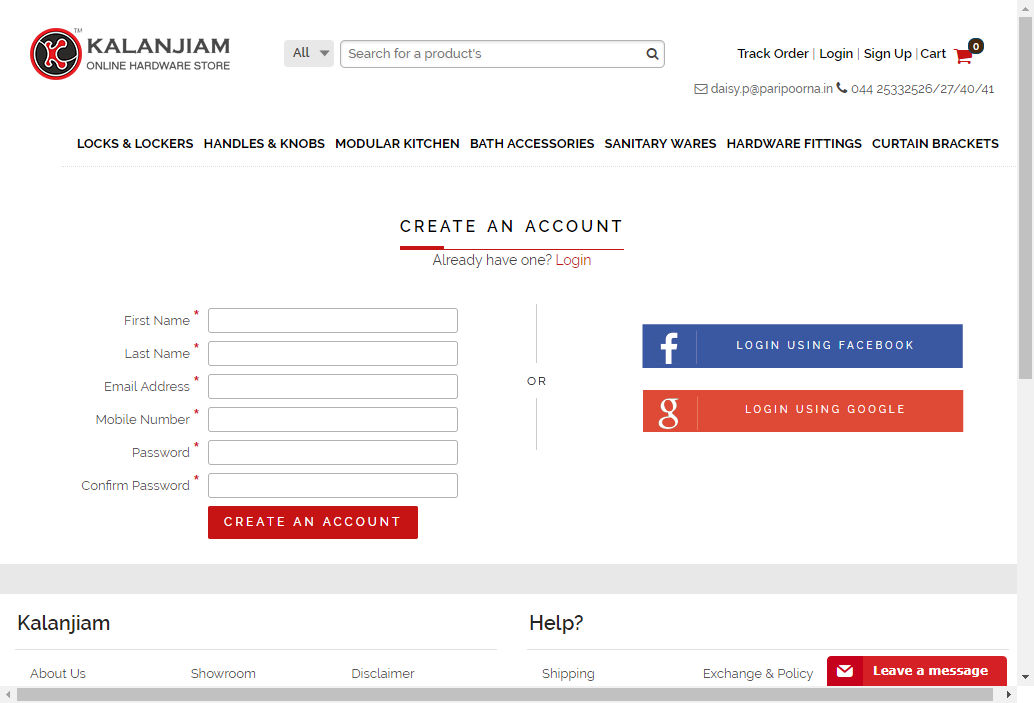 KALANJIAM TM
ONLINE HARDWARE STORE
All
Search for a product's
Track Order | Login | Sign Up | Cart 0
daisy.p@paripoorna.in 044 25332526/27/40/41
LOCKS & LOCKERS HANDLES & KNOBS MODULAR KITCHEN BATH ACCESSORIES SANITARY WARES HARDWARE FITTINGS CURTAIN BRACKETS
CREATE AN ACCOUNT
Already have one? Login
First Name *
Last Name *
Email Address *
Mobile Number *
Password *
Confirm Password *
CREATE AN ACCOUNT
OR
f LOGIN USING FACEBOOK
g LOGIN USING GOOGLE
Kalanjiam
About Us Showroom Disclaimer
Help?
Shipping Exchange & Policy
Leave a message